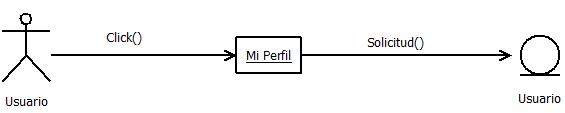 Click()
Solicitud()
Mi Perfil
Usuario
Usuario